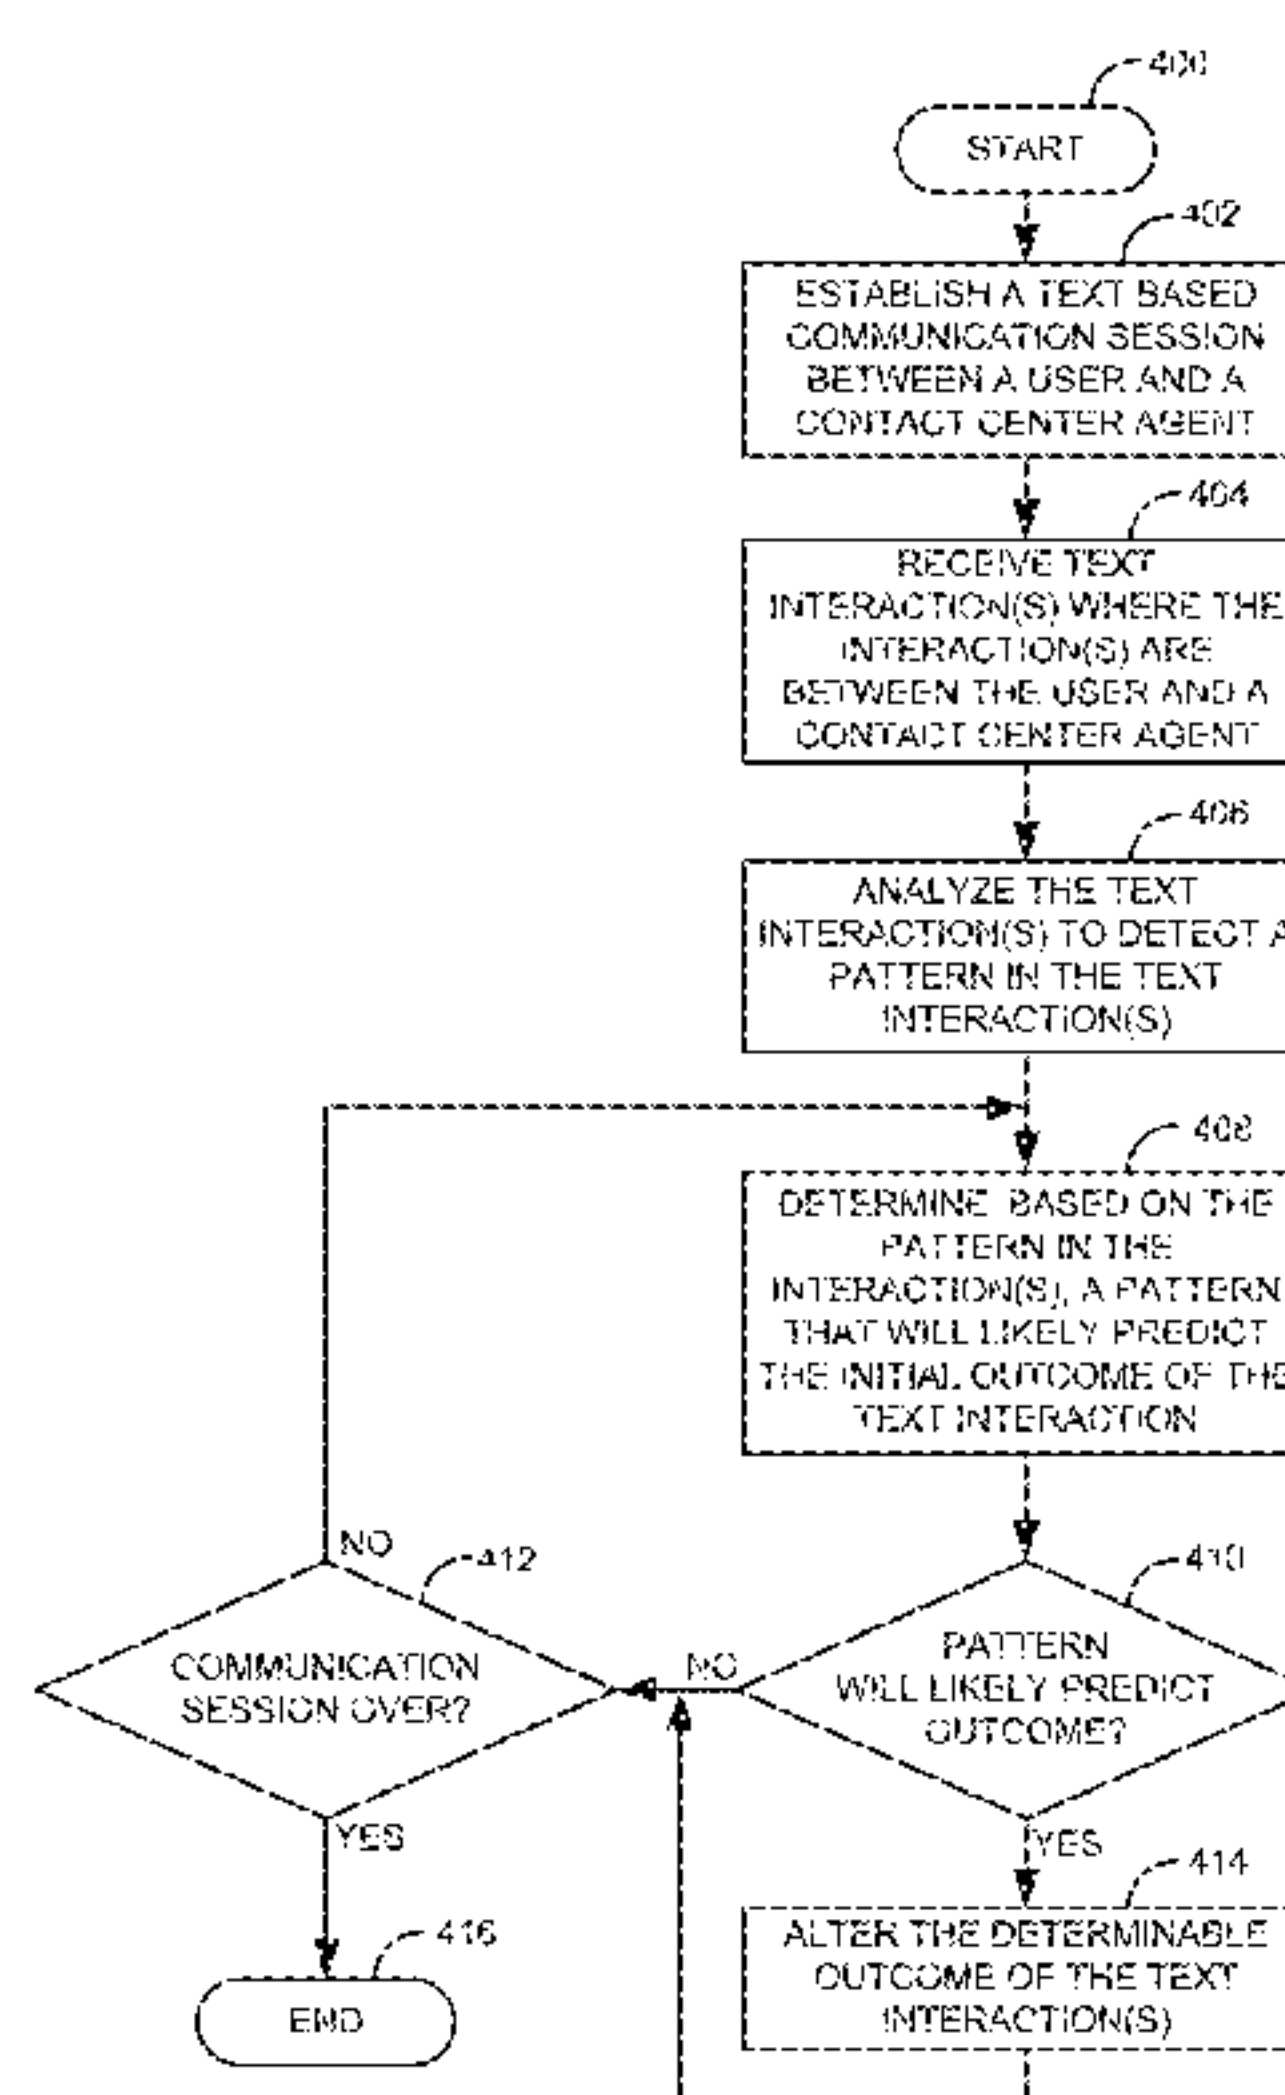 400
START
402
ESTABLISH A TEXT BASED
COMMUNICATION SESSION
BETWEEN A USER AND A
CONTACT CENTER AGENT
404
RECEIVE TEXT
INTERACTION(S) WHERE THE
INTERACTION(S) ARE
BETWEEN THE USER AND A
CONTACT CENTER AGENT
406
ANALYZE THE TEXT
INTERACTION(S) TO DETECT A
PATTERN IN THE TEXT
INTERACTION(S)
408
DETERMINE BASED ON THE
PATTERN IN THE
INTERACTION(S), A PATTERN
THAT WILL LIKELY PREDICT
THE INITIAL OUTCOME OF THE
TEXT INTERACTION
NO
412
410
COMMUNICATION
SESSION OVER?
NO
PATTERN
WILL LIKELY PREDICT
OUTCOME?
YES
YES
414
ALTER THE DETERMINABLE
OUTCOME OF THE TEXT
INTERACTION(S)
416
END